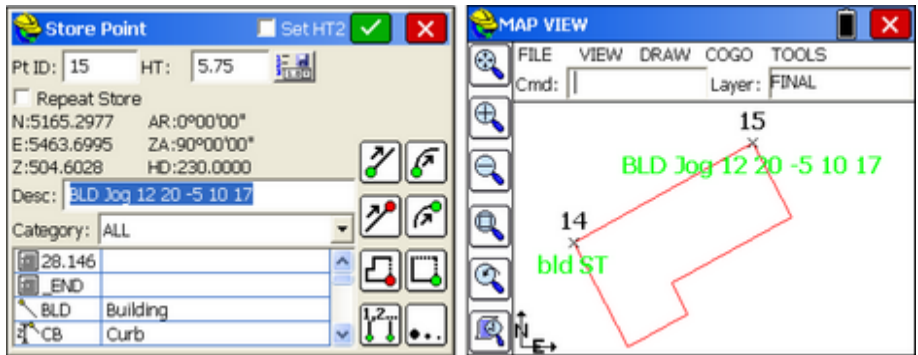 Store Point
Set HT2
Pt ID: 15 HT: 5.75
Repeat Store
N:5165.2977 AR:0°00'00"
E:5463.6995 ZA:90°00'00"
Z:504.6028 HD:230.0000
Desc: BLD Jog 12 20 -5 10 17
Category: ALL
28.146
_END
BLD Building
CB Curb
1,2...
MAP VIEW
FILE VIEW DRAW COGO TOOLS
Cmd: Layer: FINAL
15
BLD Jog 12 20 -5 10 17
14
bld ST
N
E